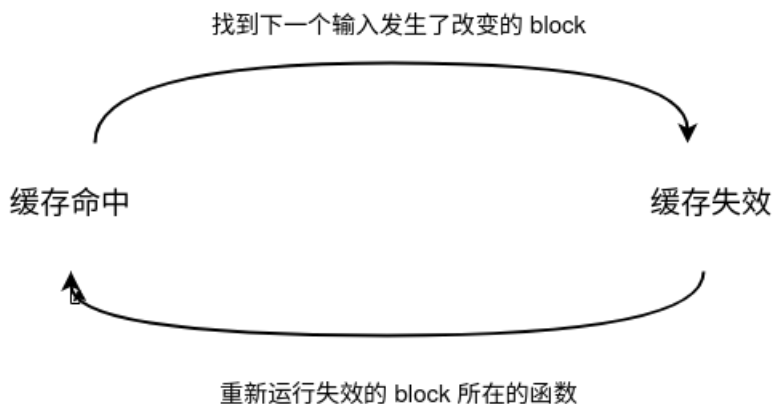 找到下一个输入发生了改变的 block
缓存命中
缓存失效
重新运行失效的 block 所在的函数